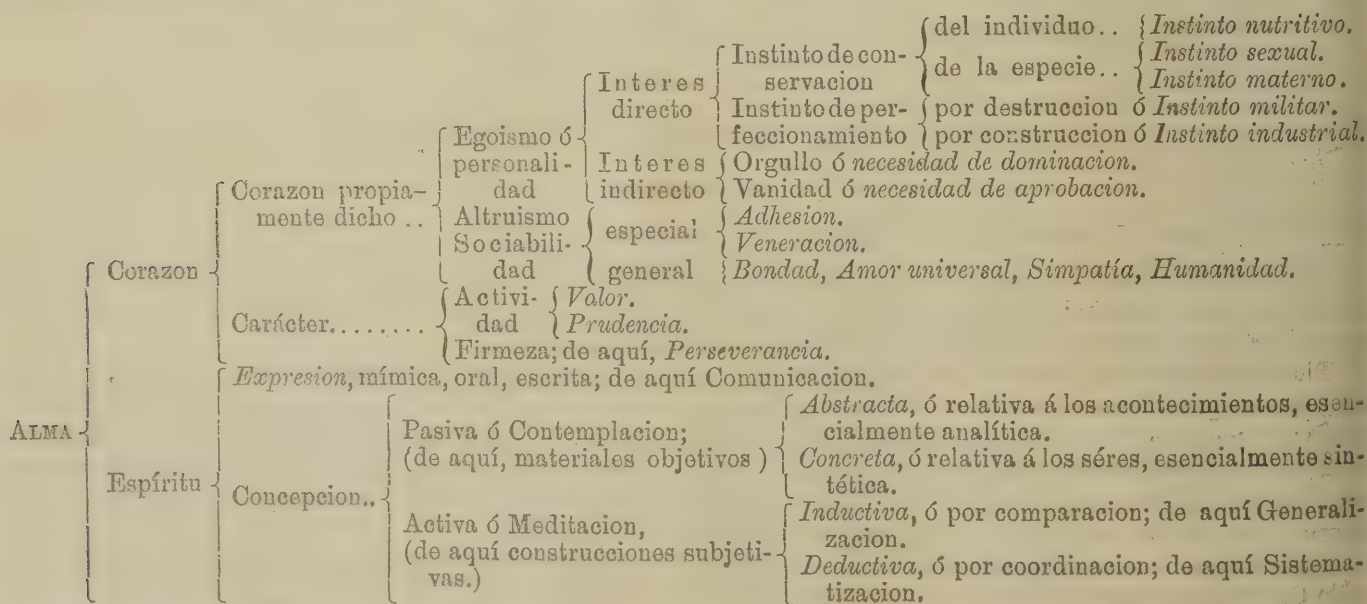 del individuo.. Instinto nutritivo.
Instinto de con- de la especie.. Instinto sexual.
Interes servacion Instinto materno.
directo Instinto de per- por destruccion ó Instinto militar.
Egoismo ó feccionamiento por construccion ó Instinto industrial.
personali- Interes Orgullo ó necesidad de dominacion.
Corazon propia- dad indirecto Vanidad ó necesidad de aprobacion.
mente dicho .. Altruismo especial Adhesion.
Sociabili- Veneracion.
Corazon dad general Bondad, Amor universal, Simpatía, Humanidad.
Activi- Valor.
Carácter........ dad Prudencia.
Firmeza; de aquí, Perseverancia.
Expresion, mímica, oral, escrita; de aquí Comunicacion.
ALMA Abstracta, ó relativa á los acontecimientos, esen-
Pasiva ó Contemplacion; cialmente analítica.
(de aquí, materiales objetivos ) Concreta, ó relativa á los séres, esencialmente sin-
Espíritu Concepcion.. tética.
Activa ó Meditacion, Inductiva, ó por comparacion; de aquí Generali-
(de aquí construcciones subjeti- zacion.
vas.) Deductiva, ó por coordinacion; de aquí Sistema-
tizacion.